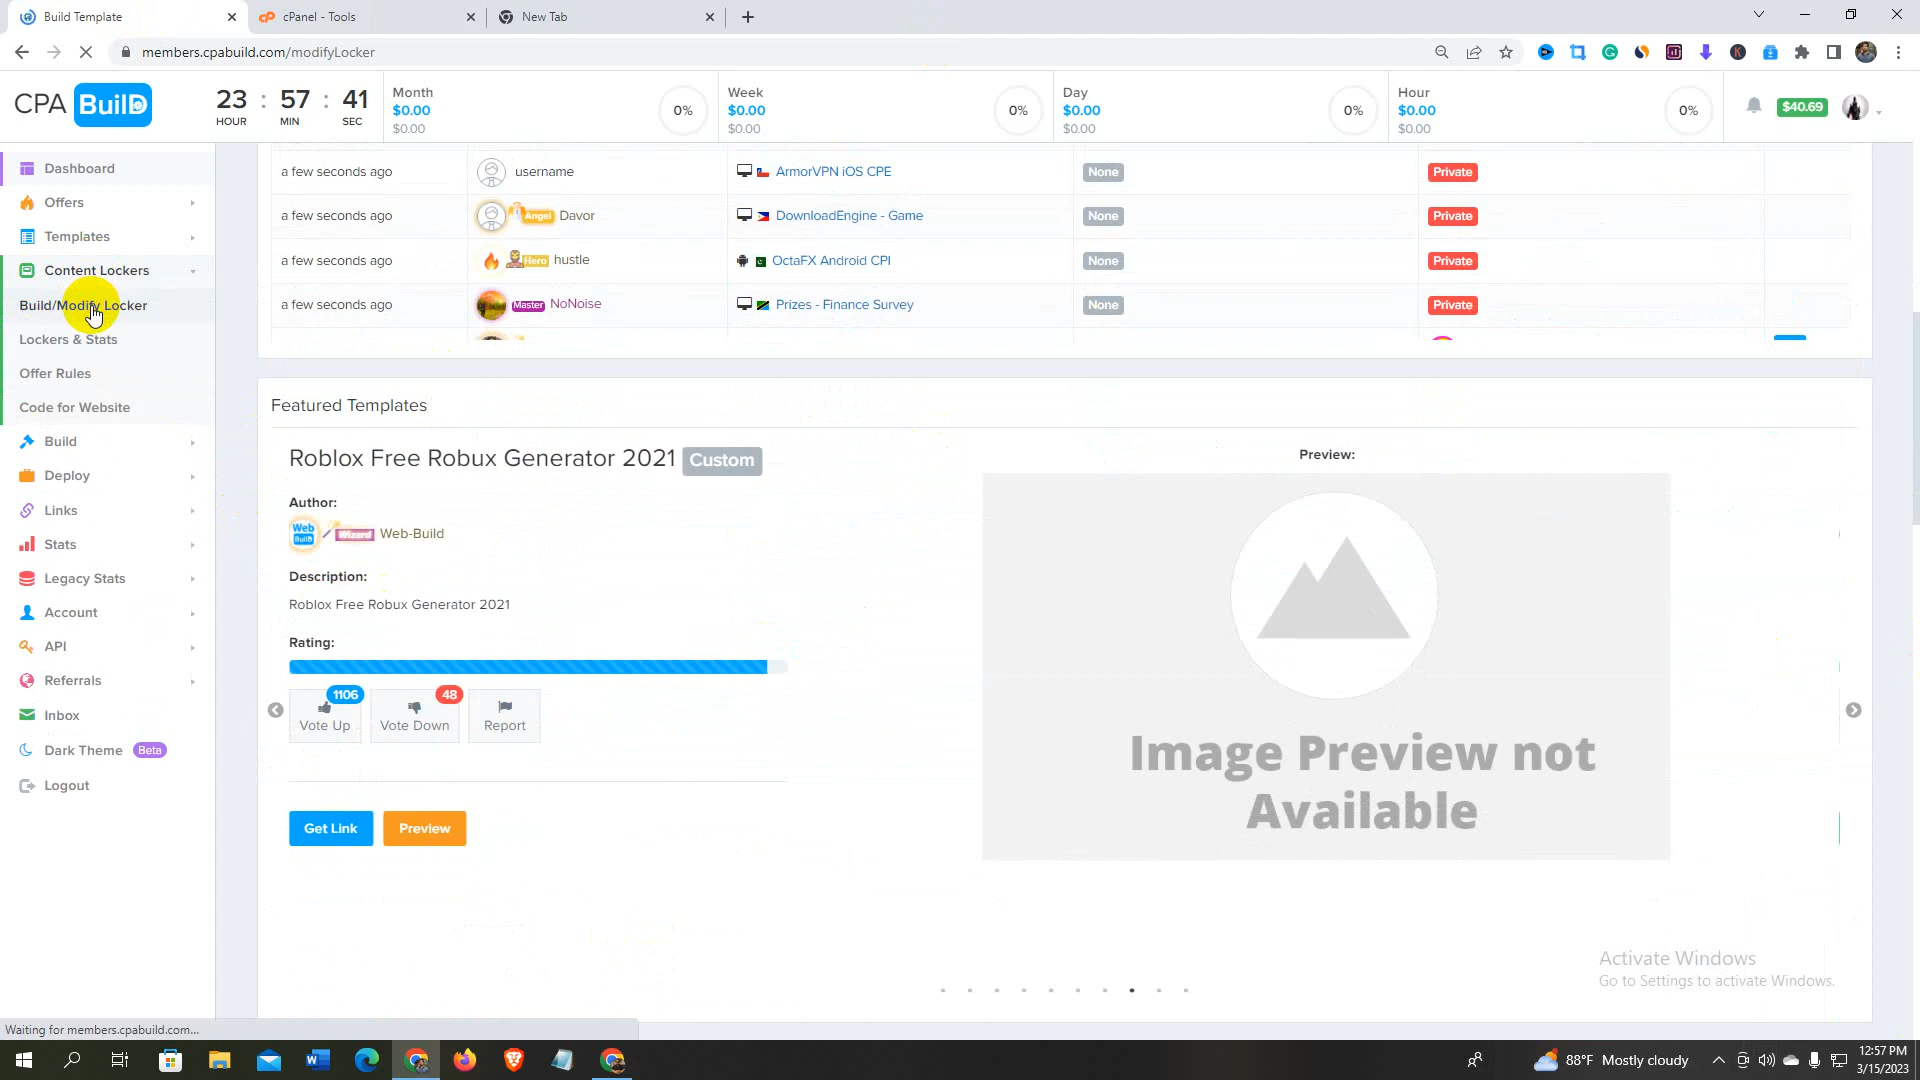 Build Template
cPanel - Tools
New Tab
members.cpabuild.com/modifyLocker
CPA BuilD
23 : 57 : 41
HOUR MIN SEC
Month
$0.00
$0.00
0%
Week
$0.00
$0.00
0%
Day
$0.00
$0.00
0%
Hour
$0.00
$0.00
0%
$40.69
Dashboard
Offers
Templates
Content Lockers
Build/Modify Locker
Lockers & Stats
Offer Rules
Code for Website
Build
Deploy
Links
Stats
Legacy Stats
Account
API
Referrals
Inbox
Dark Theme Beta
Logout
a few seconds ago username ArmorVPN iOS CPE None Private
a few seconds ago Angel Davor DownloadEngine - Game None Private
a few seconds ago Hero hustle OctaFX Android CPI None Private
a few seconds ago Master NoNoise Prizes - Finance Survey None Private
Featured Templates
Roblox Free Robux Generator 2021 Custom
Author:
Web BuilD Wizard Web-Build
Description:
Roblox Free Robux Generator 2021
Rating:
1106
Vote Up
48
Vote Down
Report
Get Link
Preview
Preview:
Image Preview not
Available
Activate Windows
Go to Settings to activate Windows.
Waiting for members.cpabuild.com...
88°F Mostly cloudy
12:57 PM
3/15/2023